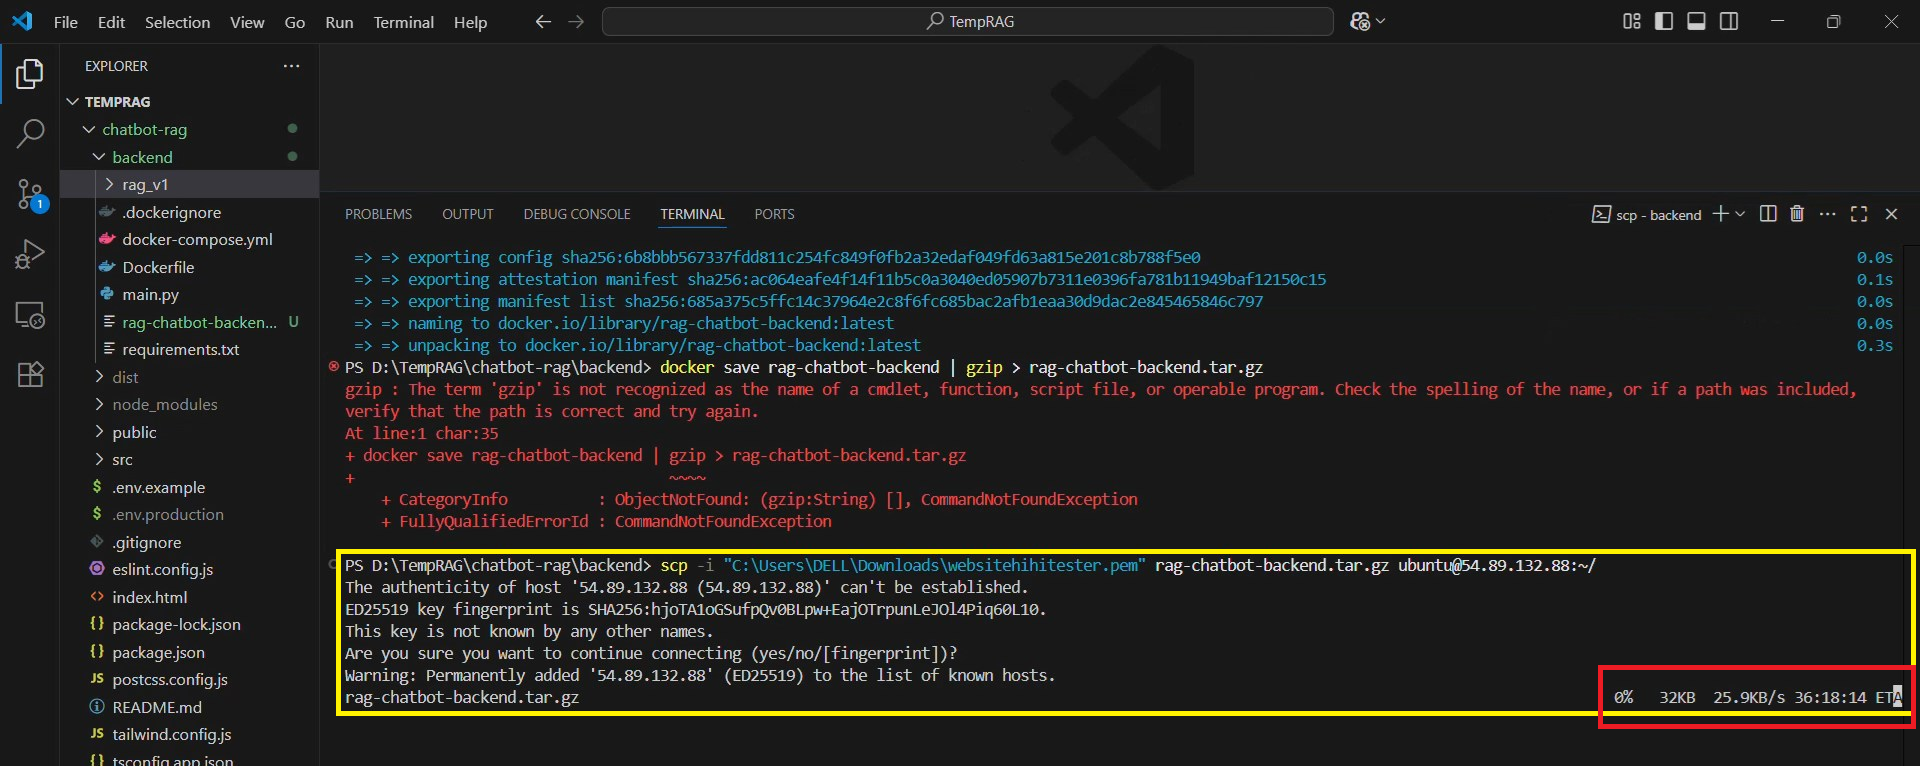 File Edit Selection View Go Run Terminal Help
TempRAG
EXPLORER
TEMPRAG
chatbot-rag
backend
rag_v1
.dockerignore
docker-compose.yml
Dockerfile
main.py
rag-chatbot-backen... U
requirements.txt
dist
node_modules
public
src
.env.example
.env.production
.gitignore
eslint.config.js
index.html
package-lock.json
package.json
postcss.config.js
README.md
tailwind.config.js
tsconfig.app.json
1
PROBLEMS OUTPUT DEBUG CONSOLE TERMINAL PORTS
scp - backend
=> => exporting config sha256:6b8bbb567337fdd811c254fc849f0fb2a32edaf049fd63a815e201c8b788f5e0 0.0s
=> => exporting attestation manifest sha256:ac064eafe4f14f11b5c0a3040ed05907b7311e0396fa781b11949baf12150c15 0.1s
=> => exporting manifest list sha256:685a375c5ffc14c37964e2c8f6fc685bac2afb1eaa30d9dac2e845465846c797 0.0s
=> => naming to docker.io/library/rag-chatbot-backend:latest 0.0s
=> => unpacking to docker.io/library/rag-chatbot-backend:latest 0.3s
PS D:\TempRAG\chatbot-rag\backend> docker save rag-chatbot-backend | gzip > rag-chatbot-backend.tar.gz
gzip : The term 'gzip' is not recognized as the name of a cmdlet, function, script file, or operable program. Check the spelling of the name, or if a path was included,
verify that the path is correct and try again.
At line:1 char:35
+ docker save rag-chatbot-backend | gzip > rag-chatbot-backend.tar.gz
+ ~~~~
+ CategoryInfo : ObjectNotFound: (gzip:String) [], CommandNotFoundException
+ FullyQualifiedErrorId : CommandNotFoundException
PS D:\TempRAG\chatbot-rag\backend> scp -i "C:\Users\DELL\Downloads\websitehihitester.pem" rag-chatbot-backend.tar.gz ubuntu@54.89.132.88:~/
The authenticity of host '54.89.132.88 (54.89.132.88)' can't be established.
ED25519 key fingerprint is SHA256:hjoTA1oGSufpQv0BLpw+EajOTrpunLeJOl4Piq60L10.
This key is not known by any other names.
Are you sure you want to continue connecting (yes/no/[fingerprint])?
Warning: Permanently added '54.89.132.88' (ED25519) to the list of known hosts.
rag-chatbot-backend.tar.gz 0% 32KB 25.9KB/s 36:18:14 ETA